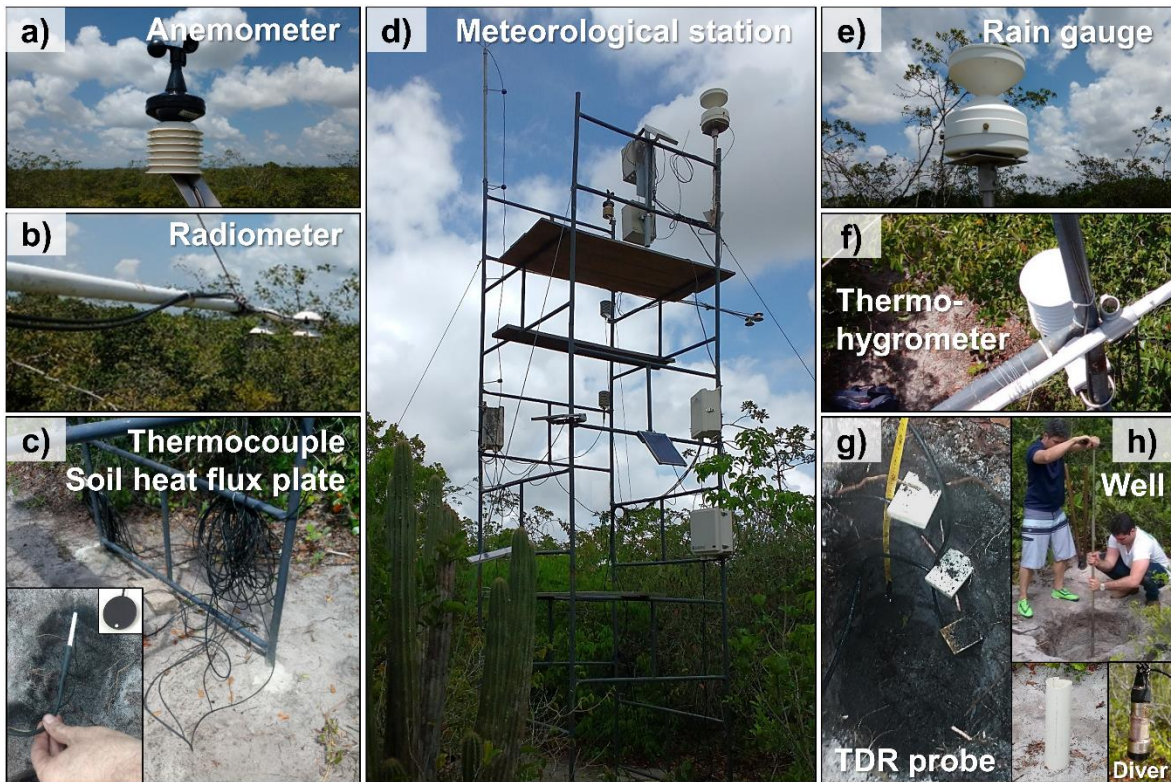 a) Anemometer
b) Radiometer
c) Thermocouple
Soil heat flux plate
d) Meteorological station
e) Rain gauge
f)
Thermo-
hygrometer
g)
TDR probe
h)
Well
Diver